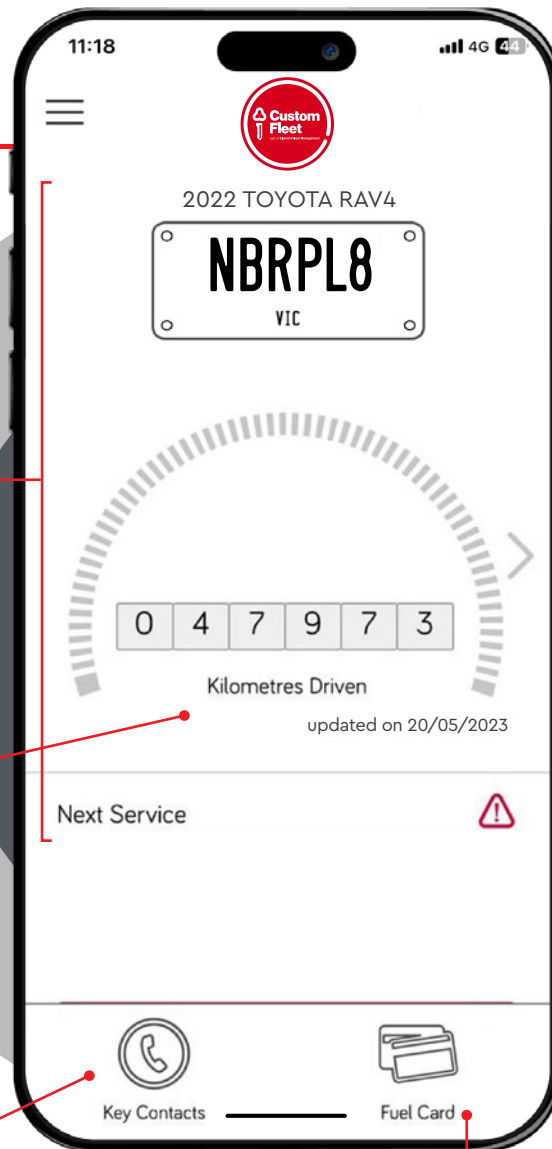 11:18
4G 44
Custom
Fleet
2022 TOYOTA RAV4
NBRPL8
VIC
0 4 7 9 7 3
Kilometres Driven
updated on 20/05/2023
Next Service
Key Contacts
Fuel Card